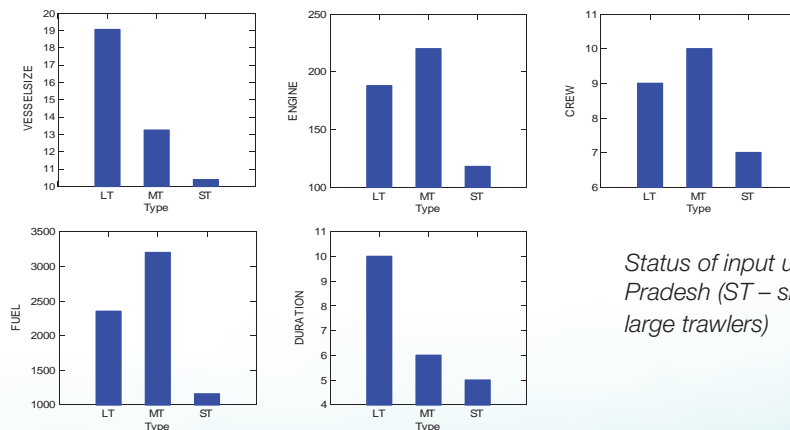 20
19
18
17
16
15
14
13
12
11
10
VESSELSIZE
LT MT ST
Type
250
200
150
100
ENGINE
LT MT ST
Type
11
10
9
8
7
6
CREW
LT MT ST
Type
3500
3000
2500
2000
1500
1000
FUEL
LT MT ST
Type
11
10
9
8
7
6
5
4
DURATION
LT MT ST
Type
Status of input
Pradesh (ST –
large trawlers)